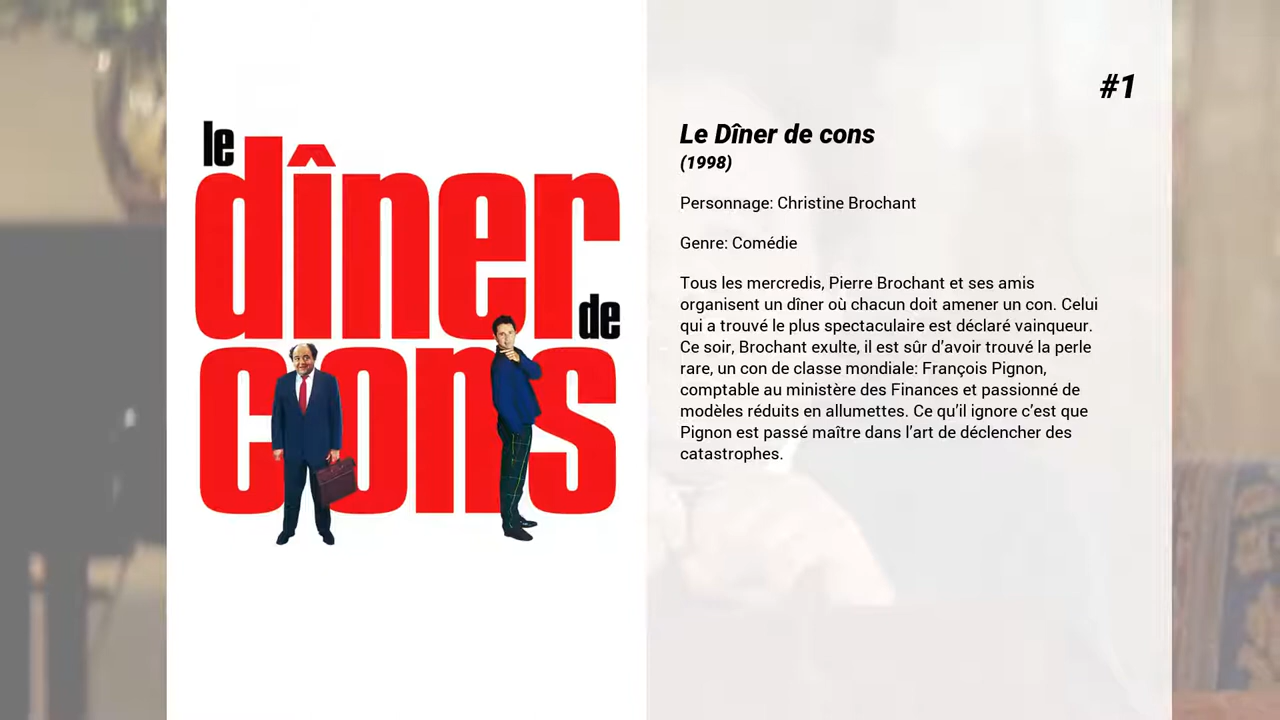 le
dîner
de
cons
#1
Le Dîner de cons
(1998)
Personnage: Christine Brochant
Genre: Comédie
Tous les mercredis, Pierre Brochant et ses amis
organisent un dîner où chacun doit amener un con. Celui
qui a trouvé le plus spectaculaire est déclaré vainqueur.
Ce soir, Brochant exulte, il est sûr d’avoir trouvé la perle
rare, un con de classe mondiale: François Pignon,
comptable au ministère des Finances et passionné de
modèles réduits en allumettes. Ce qu’il ignore c’est que
Pignon est passé maître dans l’art de déclencher des
catastrophes.